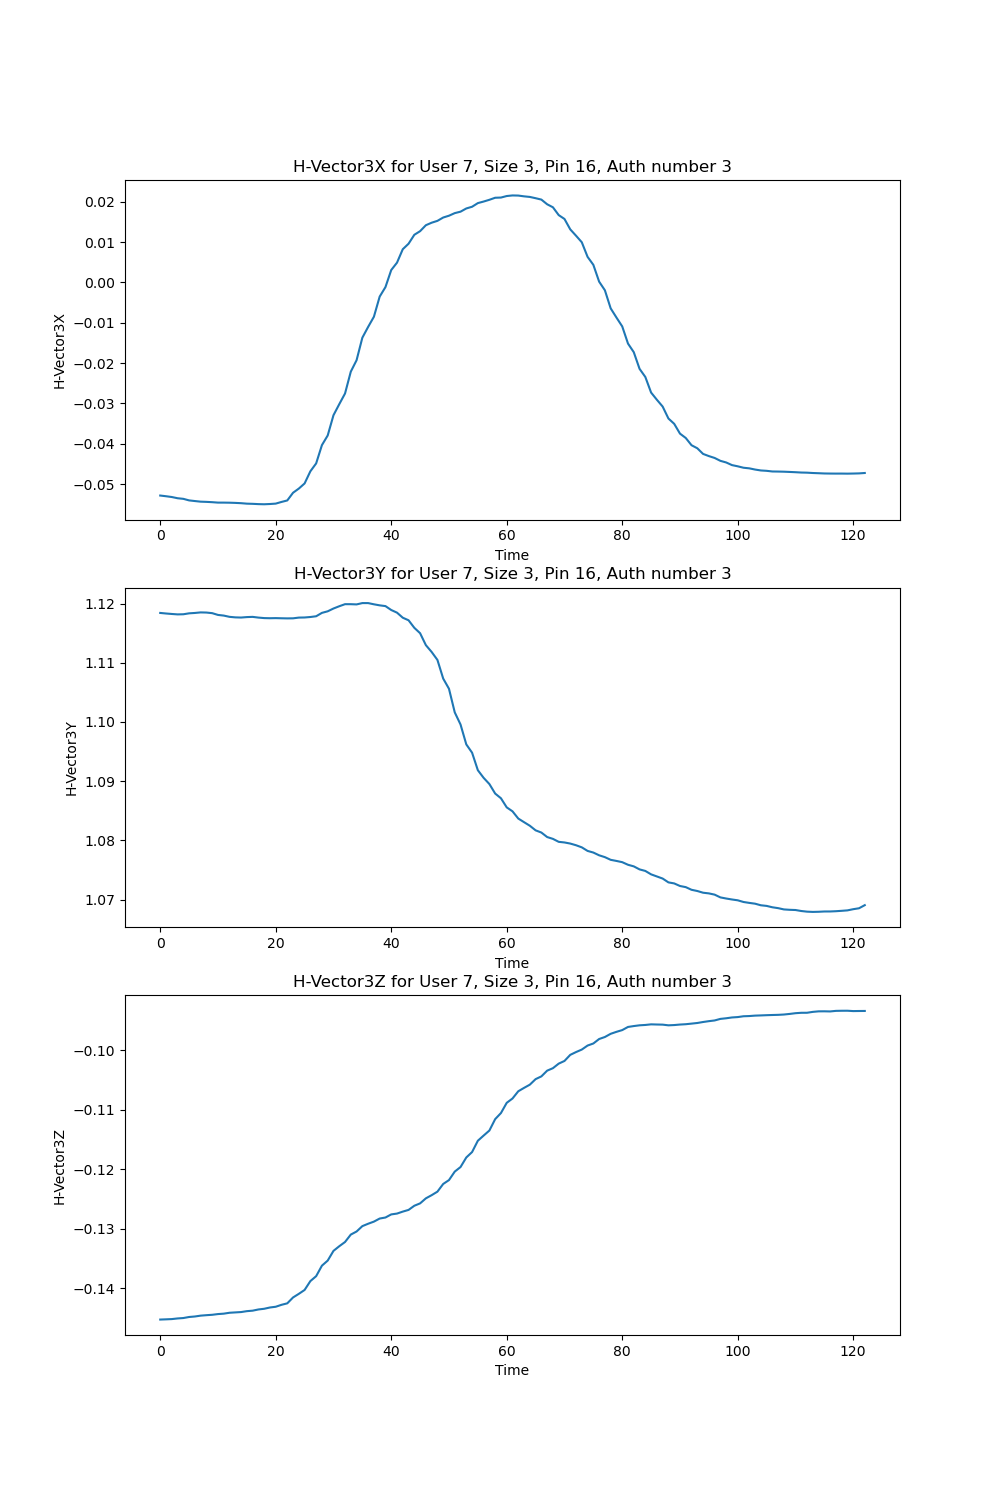 H-Vector3X for User 7, Size 3, Pin 16, Auth number 3
0.02
0.01
0.00
−0.01
−0.02
−0.03
−0.04
−0.05
H-Vector3X
0 20 40 60 80 100 120
Time
H-Vector3Y for User 7, Size 3, Pin 16, Auth number 3
1.12
1.11
1.10
1.09
1.08
1.07
H-Vector3Y
0 20 40 60 80 100 120
Time
H-Vector3Z for User 7, Size 3, Pin 16, Auth number 3
−0.10
−0.11
−0.12
−0.13
−0.14
H-Vector3Z
0 20 40 60 80 100 120
Time